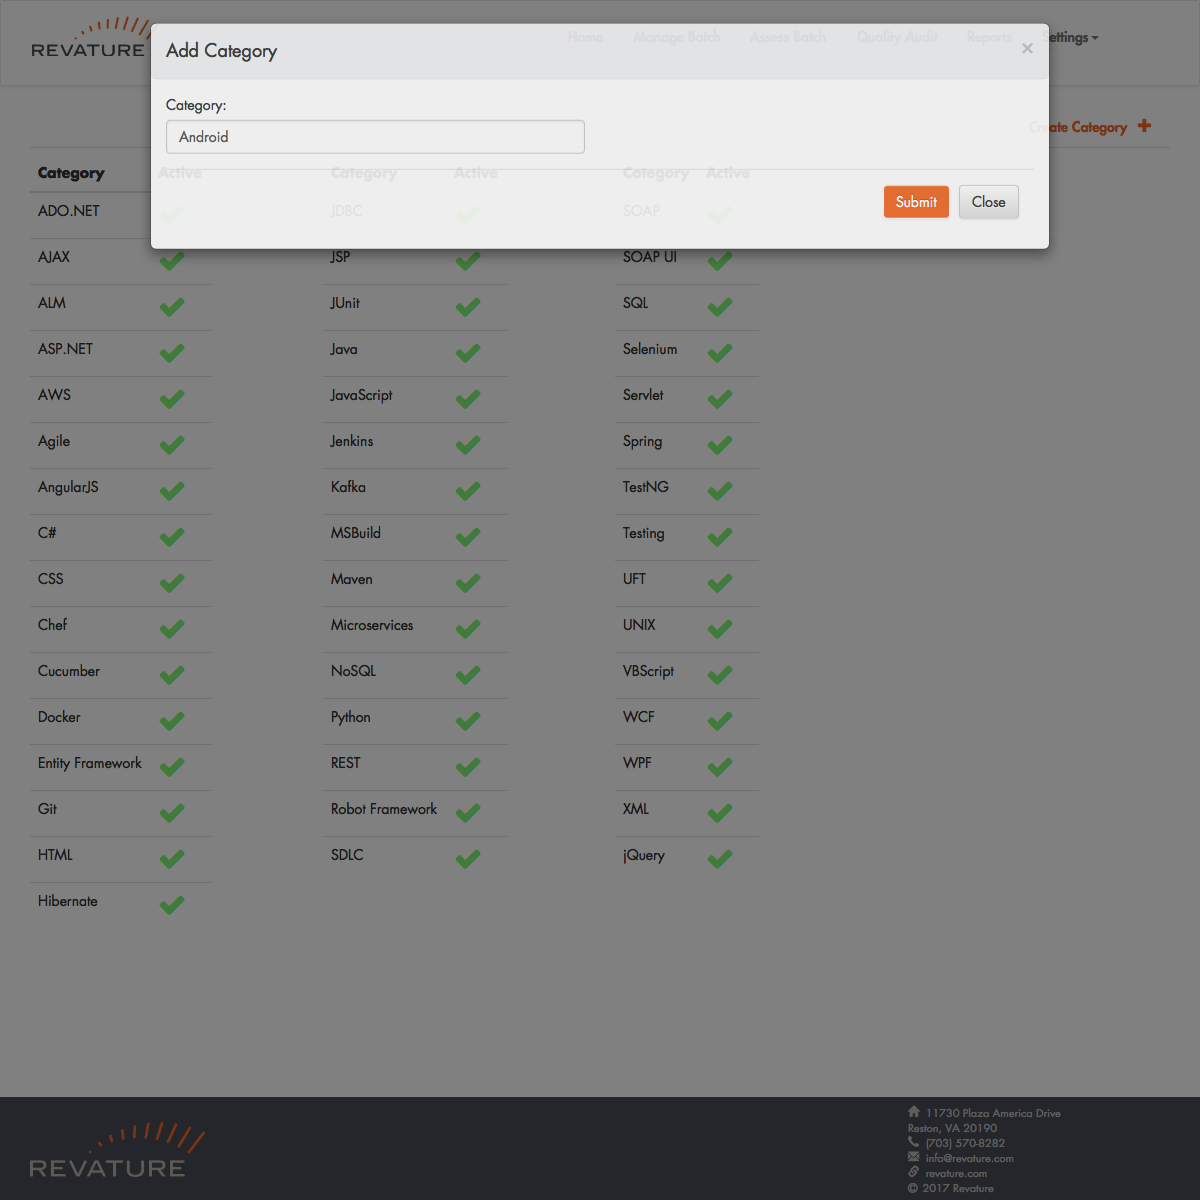 REVATURE
Home Manage Batch Assess Batch Quality Audit Reports Settings
Add Category ×
Category:
Android
Create Category
Submit Close
Category Active Category Active Category Active
ADO.NET JDBC SOAP
AJAX JSP SOAP UI
ALM JUnit SQL
ASP.NET Java Selenium
AWS JavaScript Servlet
Agile Jenkins Spring
AngularJS Kafka TestNG
C# MSBuild Testing
CSS Maven UFT
Chef Microservices UNIX
Cucumber NoSQL VBScript
Docker Python WCF
Entity Framework REST WPF
Git Robot Framework XML
HTML SDLC jQuery
Hibernate
REVATURE
11730 Plaza America Drive
Reston, VA 20190
(703) 570-8282
info@revature.com
revature.com
© 2017 Revature